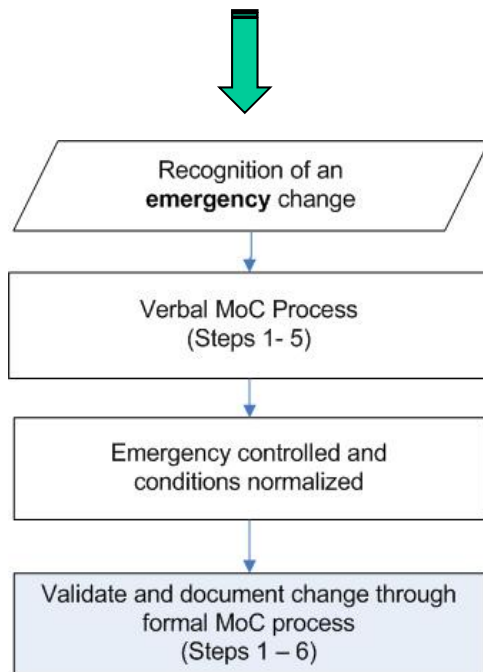 Recognition of an
emergency change
Verbal MoC Process
(Steps 1- 5)
Emergency controlled and
conditions normalized
Validate and document change through
formal MoC process
(Steps 1 – 6)